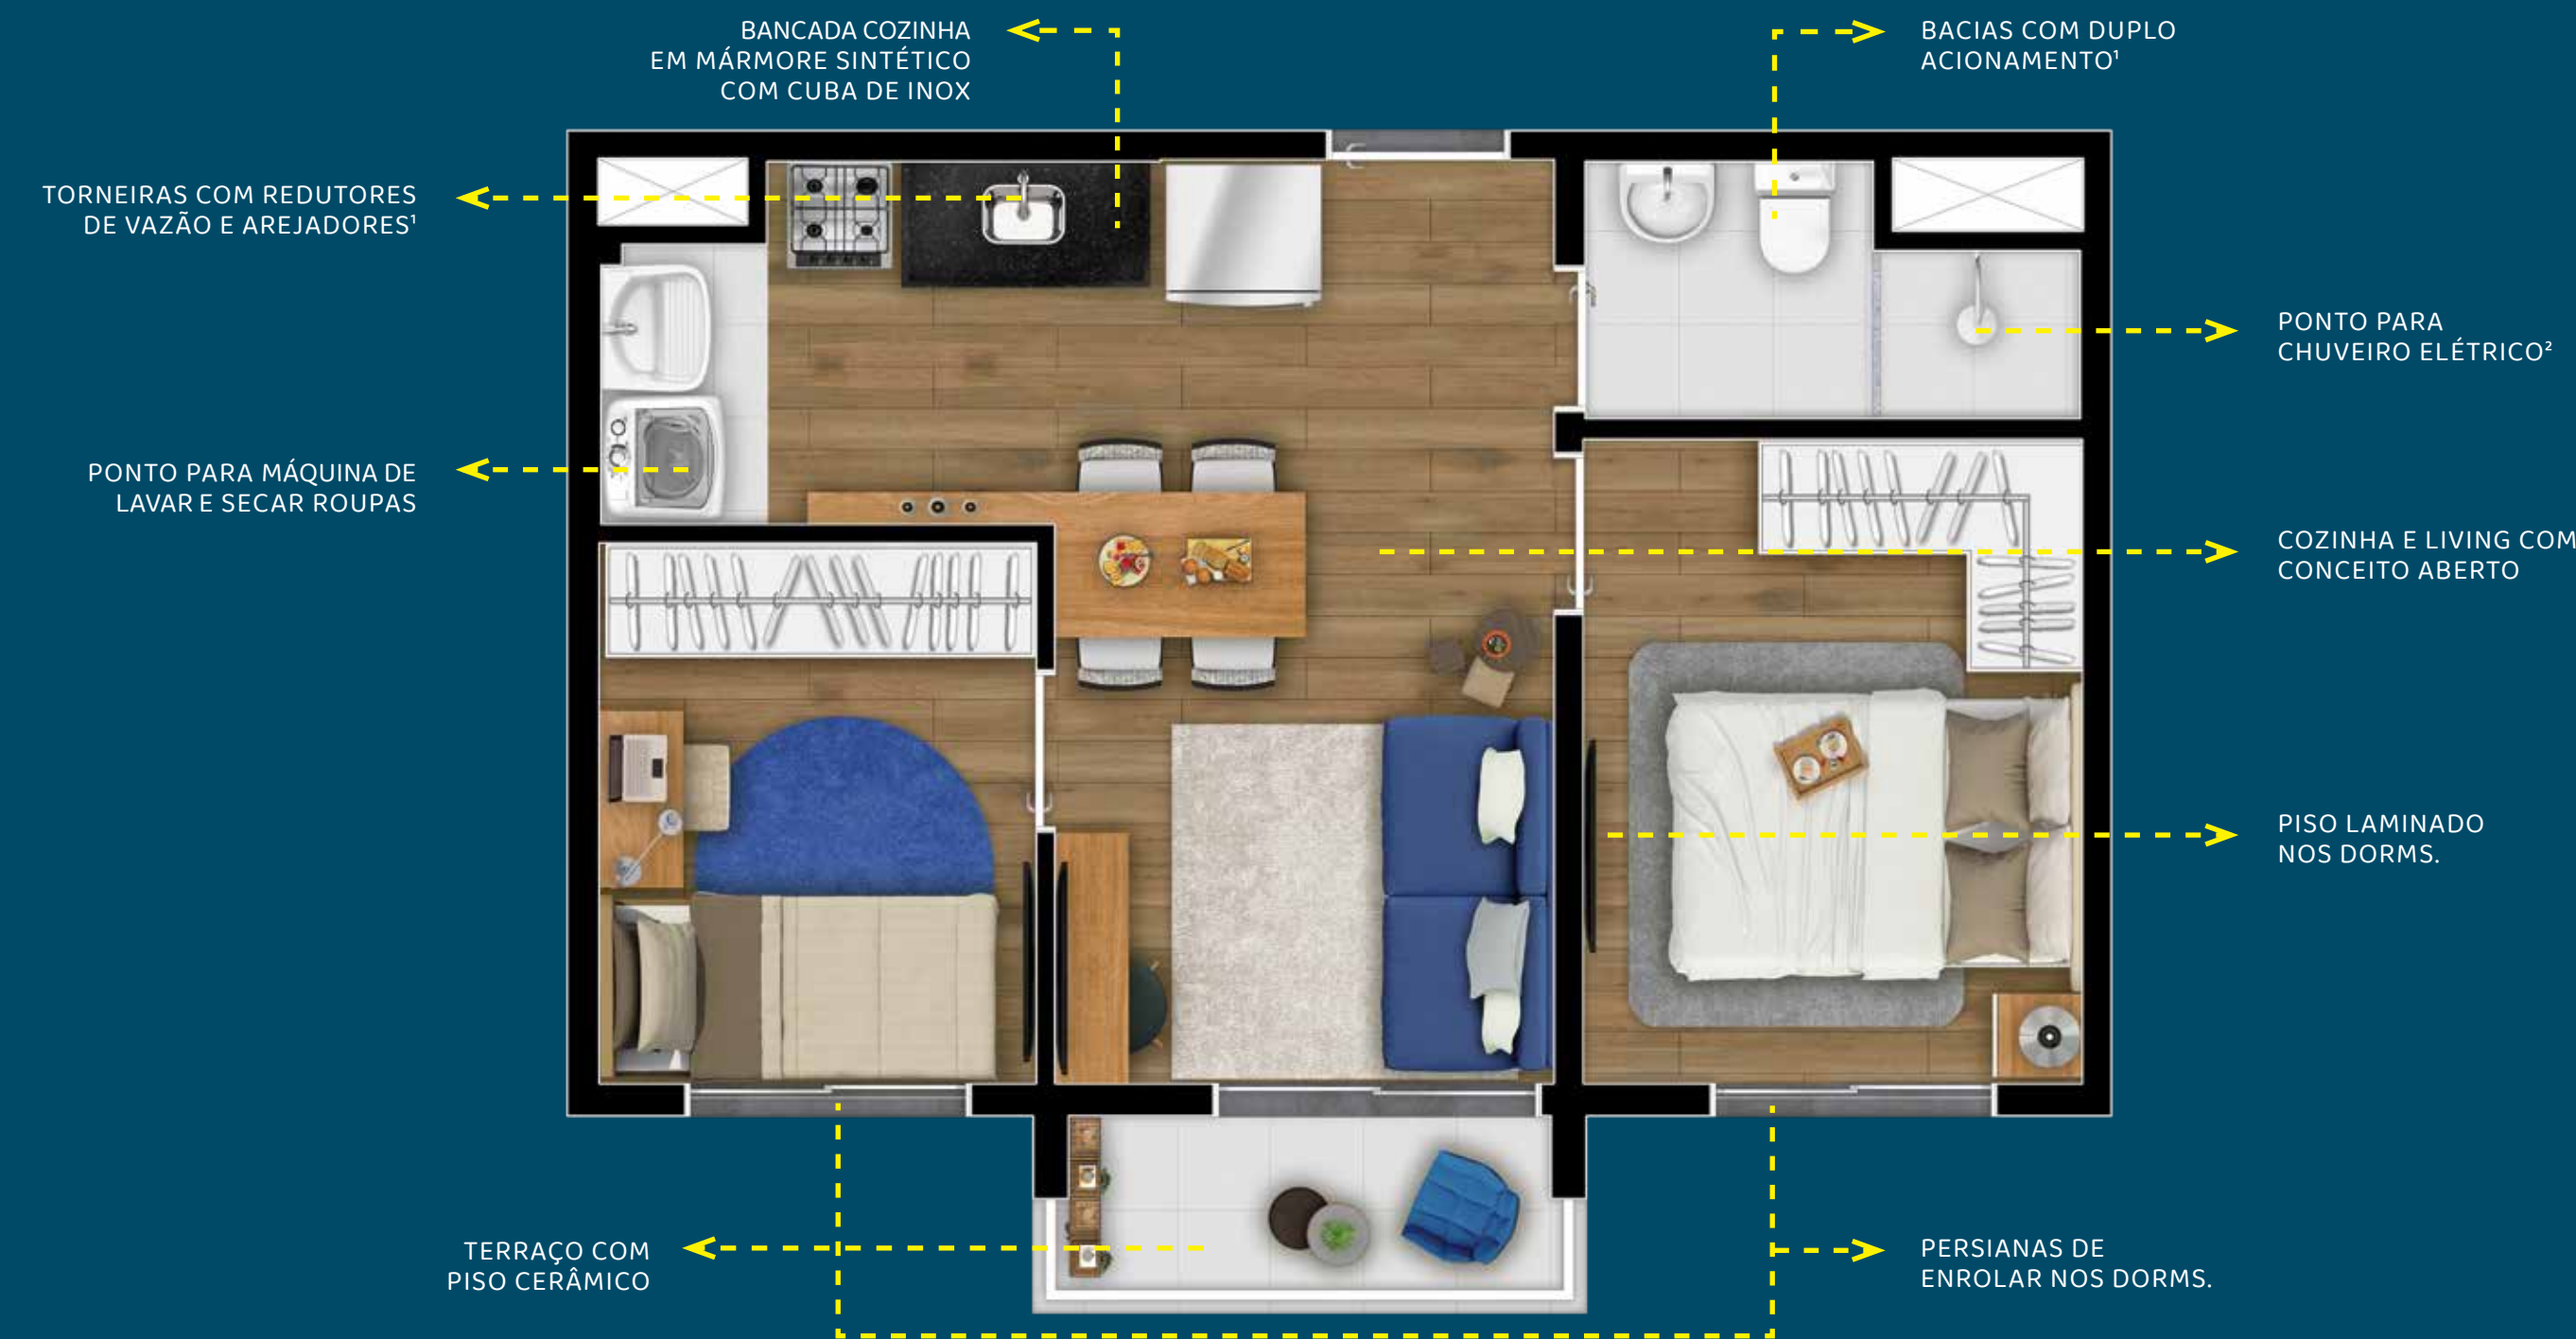 BANCADA COZINHA
EM MÁRMORE SINTÉTICO
COM CUBA DE INOX
BACIAS COM DUPLO
ACIONAMENTO¹
TORNEIRAS COM REDUTORES
DE VAZÃO E AREJADORES¹
PONTO PARA
CHUVEIRO ELÉTRICO²
PONTO PARA MÁQUINA DE
LAVAR E SECAR ROUPAS
COZINHA E LIVING COM
CONCEITO ABERTO
PISO LAMINADO
NOS DORMS.
TERRAÇO COM
PISO CERÂMICO
PERSIANAS DE
ENROLAR NOS DORMS.